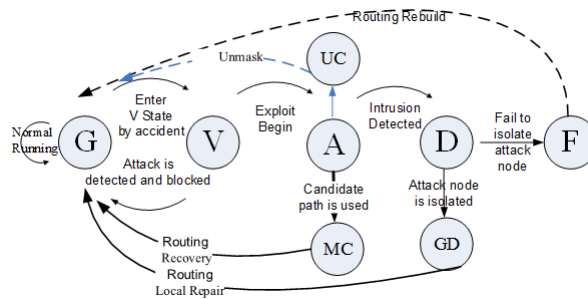 Routing Rebuild
Unmask
UC
Enter
V State
by accident
Exploit
Begin
Intrusion
Detected
Fail to
isolate
attack
node
Normal
Running
G
V
A
D
F
Attack is
detected and blocked
Candidate
path is used
Attack node
is isolated
MC
GD
Routing
Recovery
Routing
Local Repair